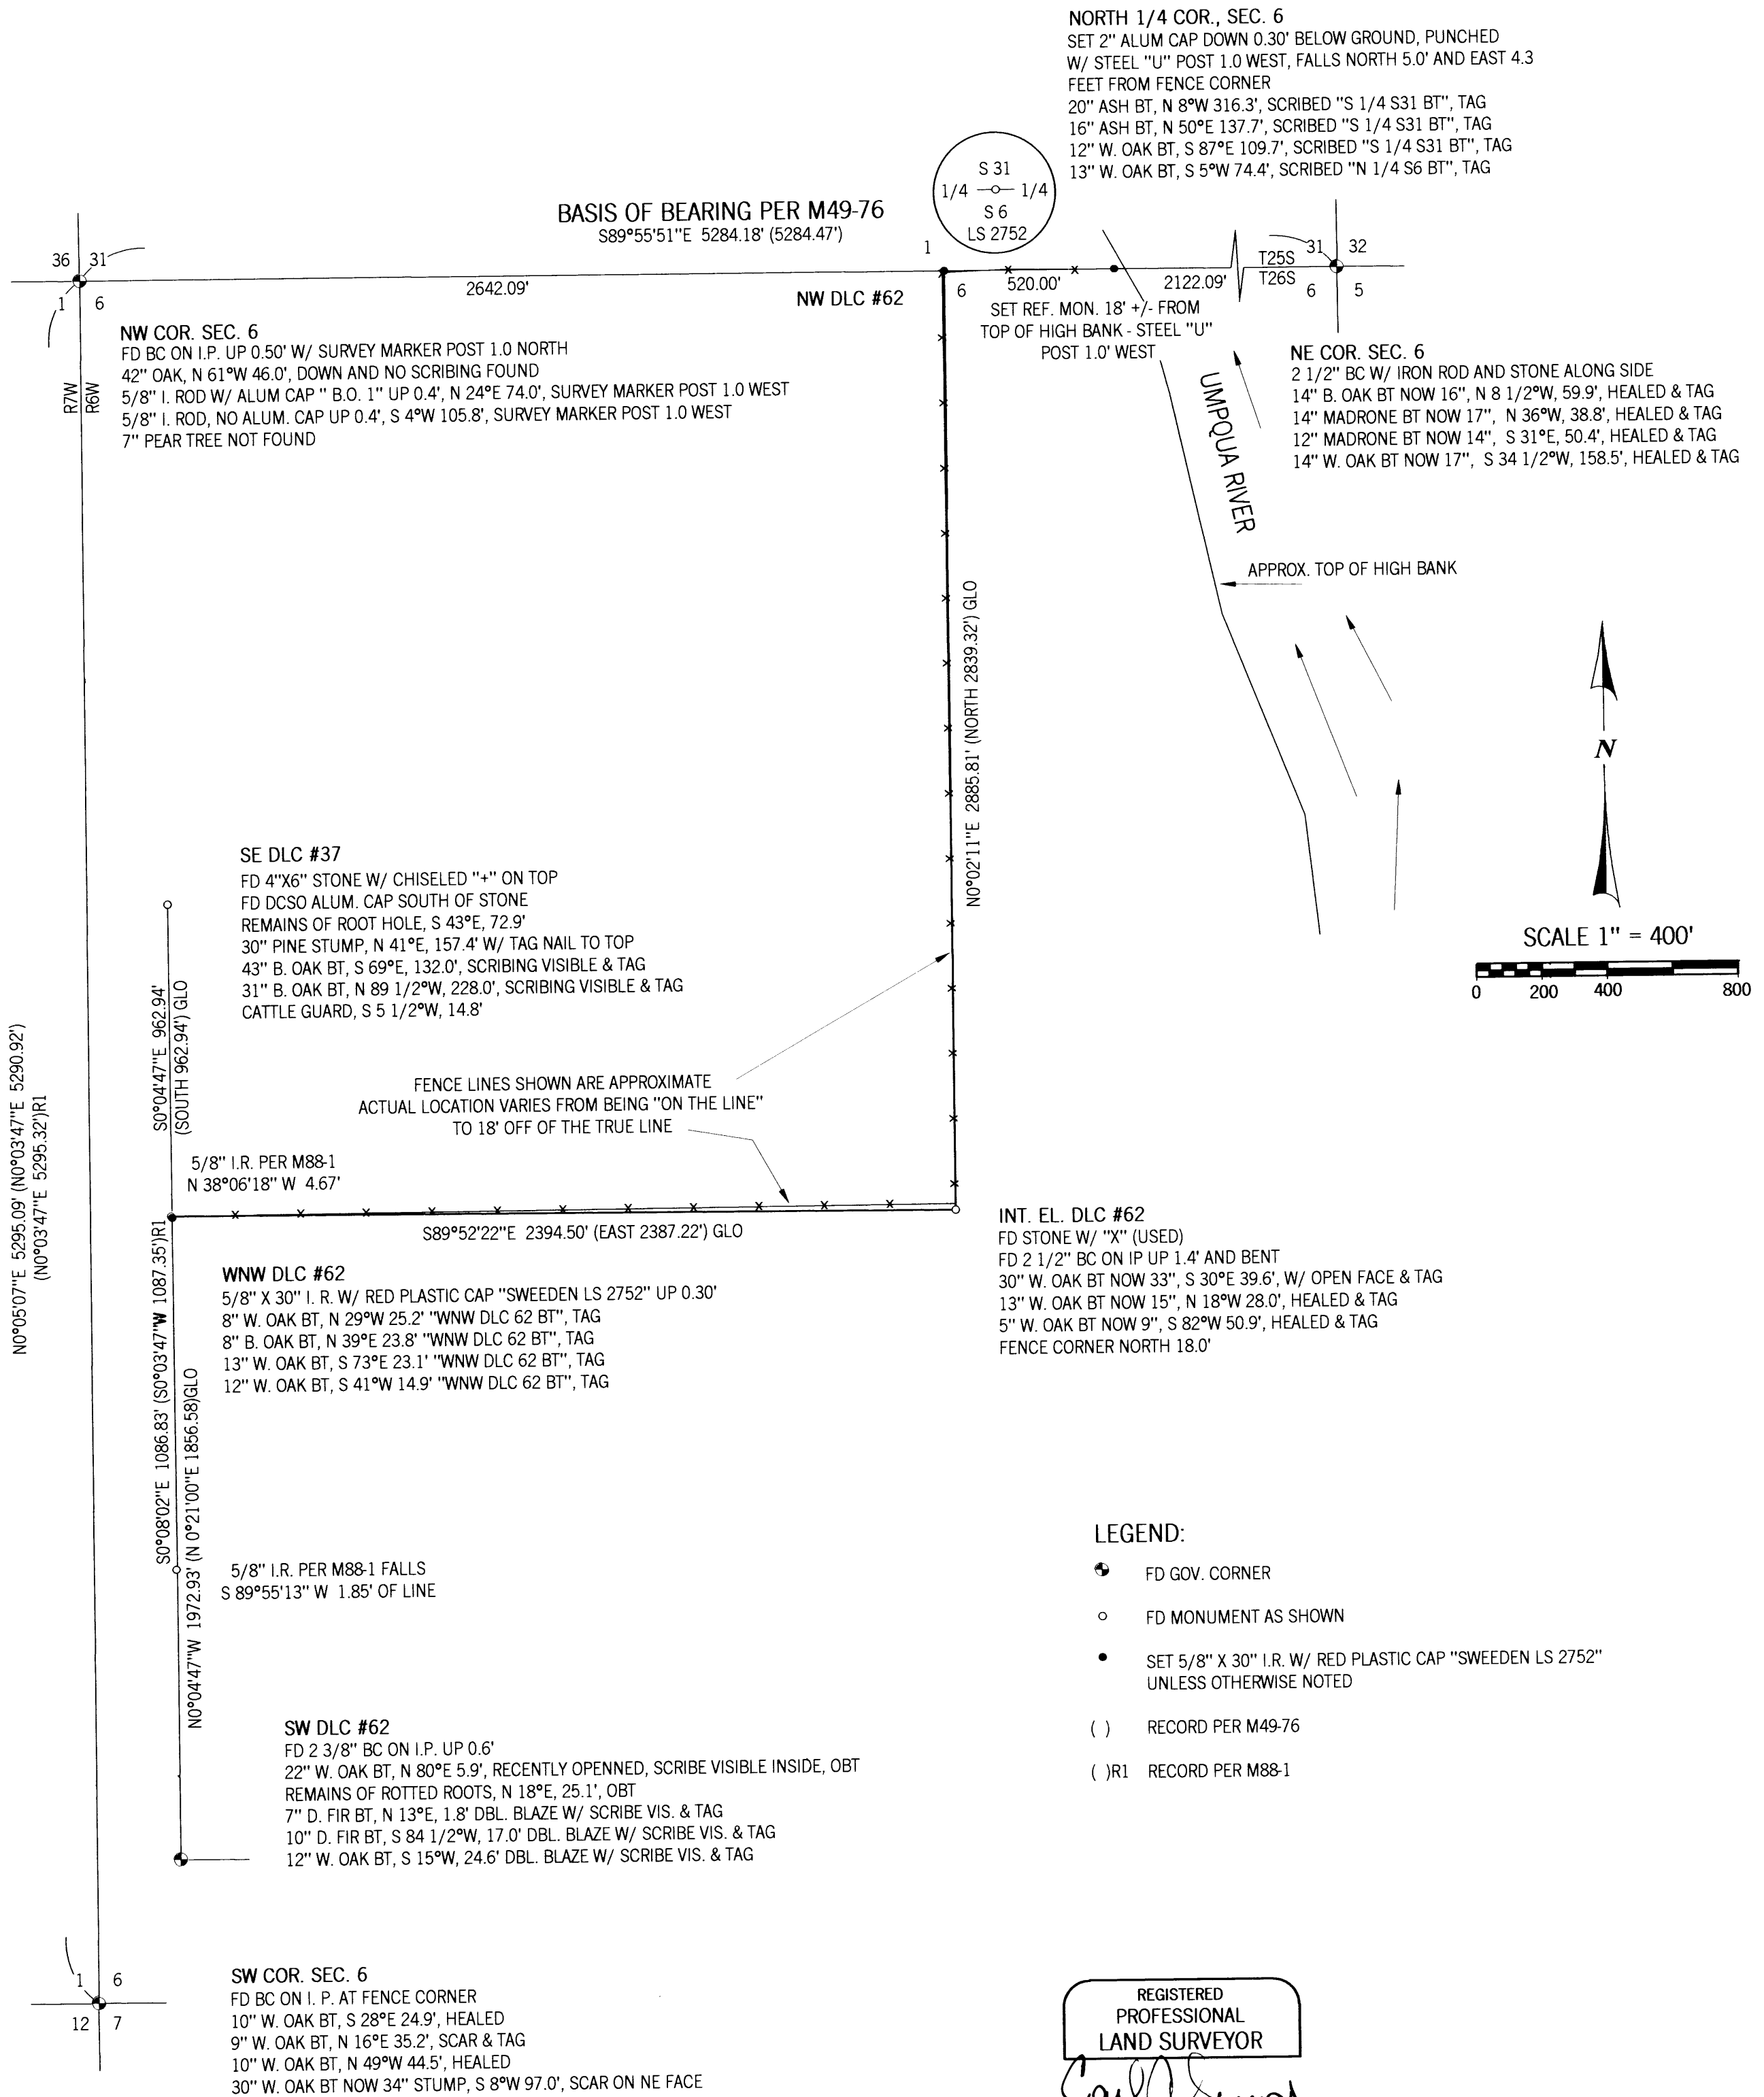 NORTH 1/4 COR., SEC. 6
SET 2" ALUM CAP DOWN 0.30' BELOW GROUND, PUNCHED
W/ STEEL "U" POST 1.0 WEST, FALLS NORTH 5.0' AND EAST 4.3
FEET FROM FENCE CORNER
20" ASH BT, N 8°W 316.3', SCRIBED "S 1/4 S31 BT", TAG
16" ASH BT, N 50°E 137.7', SCRIBED "S 1/4 S31 BT", TAG
12" W. OAK BT, S 87°E 109.7', SCRIBED "S 1/4 S31 BT", TAG
13" W. OAK BT, S 5°W 74.4', SCRIBED "N 1/4 S6 BT", TAG
S 31
1/4 1/4
S 6
LS 2752
BASIS OF BEARING PER M49-76
S89°55'51"E 5284.18' (5284.47')
36 31
1 6
2642.09'
NW DLC #62
1
6
520.00'
2122.09'
T25S
T26S
31 32
6 5
SET REF. MON. 18' +/- FROM
TOP OF HIGH BANK - STEEL "U"
POST 1.0' WEST
NW COR. SEC. 6
FD BC ON I.P. UP 0.50' W/ SURVEY MARKER POST 1.0 NORTH
42" OAK, N 61°W 46.0', DOWN AND NO SCRIBING FOUND
5/8" I. ROD W/ ALUM CAP " B.O. 1" UP 0.4', N 24°E 74.0', SURVEY MARKER POST 1.0 WEST
5/8" I. ROD, NO ALUM. CAP UP 0.4', S 4°W 105.8', SURVEY MARKER POST 1.0 WEST
7" PEAR TREE NOT FOUND
R7W
R6W
NE COR. SEC. 6
2 1/2" BC W/ IRON ROD AND STONE ALONG SIDE
14" B. OAK BT NOW 16", N 8 1/2°W, 59.9', HEALED & TAG
14" MADRONE BT NOW 17", N 36°W, 38.8', HEALED & TAG
12" MADRONE BT NOW 14", S 31°E, 50.4', HEALED & TAG
14" W. OAK BT NOW 17", S 34 1/2°W, 158.5', HEALED & TAG
UMPQUA RIVER
APPROX. TOP OF HIGH BANK
N0°02'11"E 2885.81' (NORTH 2839.32') GLO
N
SCALE 1" = 400'
0 200 400 800
SE DLC #37
FD 4"X6" STONE W/ CHISELED "+" ON TOP
FD DCSO ALUM. CAP SOUTH OF STONE
REMAINS OF ROOT HOLE, S 43°E, 72.9'
30" PINE STUMP, N 41°E, 157.4' W/ TAG NAIL TO TOP
43" B. OAK BT, S 69°E, 132.0', SCRIBING VISIBLE & TAG
31" B. OAK BT, N 89 1/2°W, 228.0', SCRIBING VISIBLE & TAG
CATTLE GUARD, S 5 1/2°W, 14.8'
S0°04'47"E 962.94'
(SOUTH 962.94') GLO
FENCE LINES SHOWN ARE APPROXIMATE
ACTUAL LOCATION VARIES FROM BEING "ON THE LINE"
TO 18' OFF OF THE TRUE LINE
N0°05'07"E 5295.09' (N0°03'47"E 5290.92')
(N0°03'47"E 5295.32')R1
5/8" I.R. PER M88-1
N 38°06'18" W 4.67'
S89°52'22"E 2394.50' (EAST 2387.22') GLO
INT. EL. DLC #62
FD STONE W/ "X" (USED)
FD 2 1/2" BC ON IP UP 1.4' AND BENT
30" W. OAK BT NOW 33", S 30°E 39.6', W/ OPEN FACE & TAG
13" W. OAK BT NOW 15", N 18°W 28.0', HEALED & TAG
5" W. OAK BT NOW 9", S 82°W 50.9', HEALED & TAG
FENCE CORNER NORTH 18.0'
WNW DLC #62
5/8" X 30" I. R. W/ RED PLASTIC CAP "SWEEDEN LS 2752" UP 0.30'
8" W. OAK BT, N 29°W 25.2' "WNW DLC 62 BT", TAG
8" B. OAK BT, N 39°E 23.8' "WNW DLC 62 BT", TAG
13" W. OAK BT, S 73°E 23.1' "WNW DLC 62 BT", TAG
12" W. OAK BT, S 41°W 14.9' "WNW DLC 62 BT", TAG
S0°08'02"E 1086.83' (S0°03'47"W 1087.35')R1
N0°04'47"W 1972.93' (N 0°21'00"E 1856.58)GLO
5/8" I.R. PER M88-1 FALLS
S 89°55'13" W 1.85' OF LINE
LEGEND:
FD GOV. CORNER
FD MONUMENT AS SHOWN
SET 5/8" X 30" I.R. W/ RED PLASTIC CAP "SWEEDEN LS 2752"
UNLESS OTHERWISE NOTED
( ) RECORD PER M49-76
( )R1 RECORD PER M88-1
SW DLC #62
FD 2 3/8" BC ON I.P. UP 0.6'
22" W. OAK BT, N 80°E 5.9', RECENTLY OPENNED, SCRIBE VISIBLE INSIDE, OBT
REMAINS OF ROTTED ROOTS, N 18°E, 25.1', OBT
7" D. FIR BT, N 13°E, 1.8' DBL. BLAZE W/ SCRIBE VIS. & TAG
10" D. FIR BT, S 84 1/2°W, 17.0' DBL. BLAZE W/ SCRIBE VIS. & TAG
12" W. OAK BT, S 15°W, 24.6' DBL. BLAZE W/ SCRIBE VIS. & TAG
1 6
12 7
SW COR. SEC. 6
FD BC ON I. P. AT FENCE CORNER
10" W. OAK BT, S 28°E 24.9', HEALED
9" W. OAK BT, N 16°E 35.2', SCAR & TAG
10" W. OAK BT, N 49°W 44.5', HEALED
30" W. OAK BT NOW 34" STUMP, S 8°W 97.0', SCAR ON NE FACE
REGISTERED
PROFESSIONAL
LAND SURVEYOR